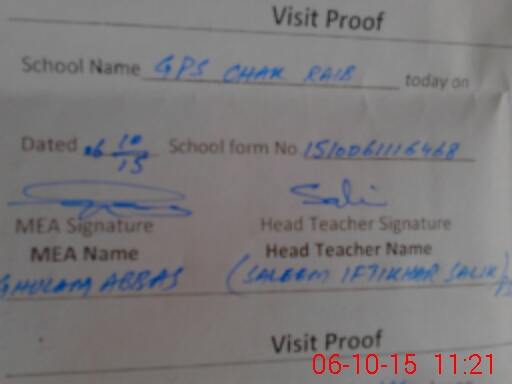 Visit Proof
School Name GPS CHAK RAIB today on
Dated 06 10/15 School form No. 1510061116468
Sali
MEA Signature Head Teacher Signature
MEA Name Head Teacher Name
GHULAM ABBAS (SALEEM IFTIKHAR SALIK)
Visit Proof
06-10-15 11:21